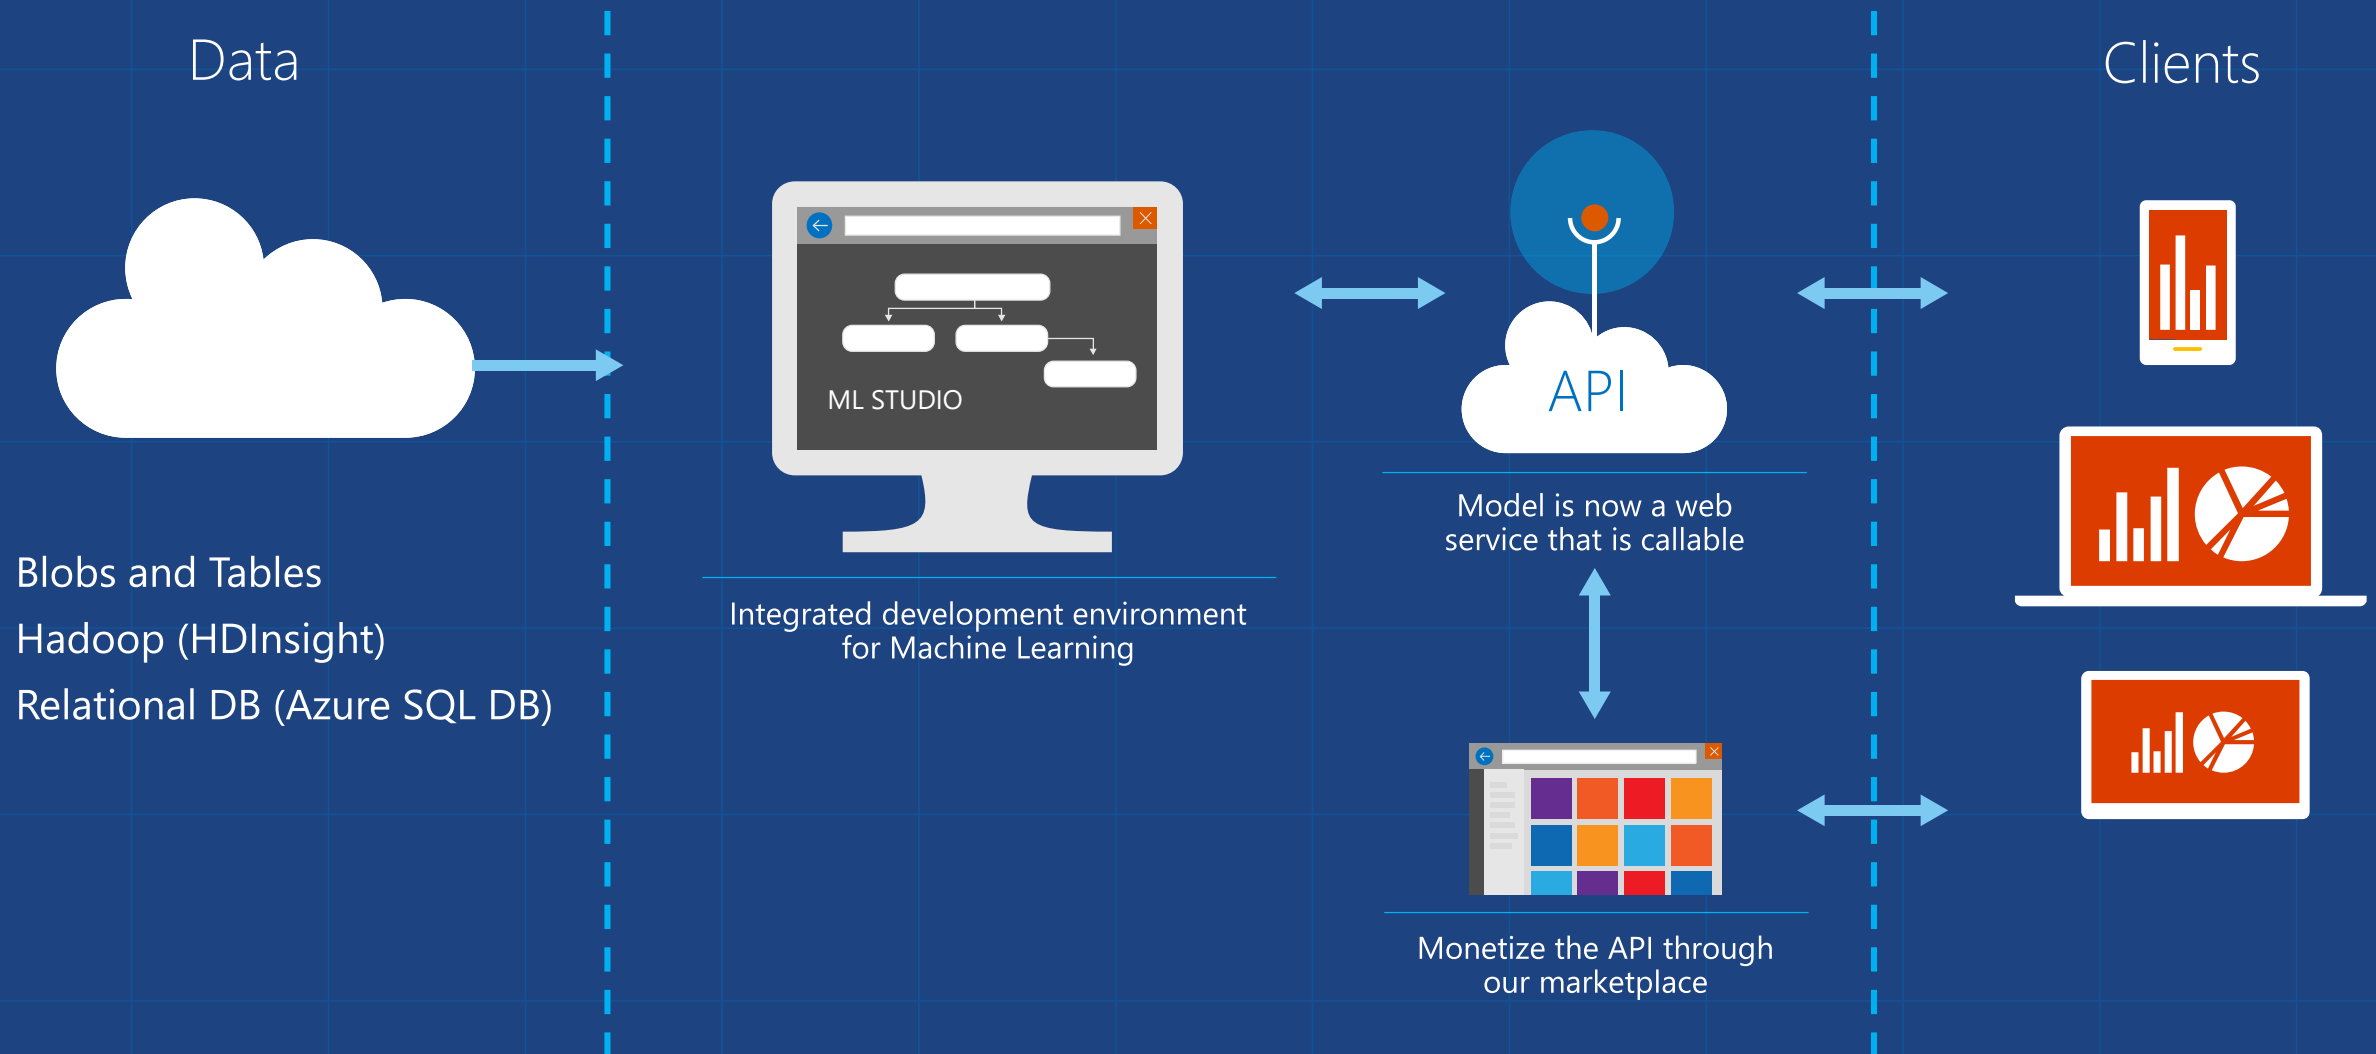 Data
Clients
ML STUDIO
API
Model is now a web
service that is callable
Blobs and Tables
Hadoop (HDInsight)
Relational DB (Azure SQL DB)
Integrated development environment
for Machine Learning
Monetize the API through
our marketplace